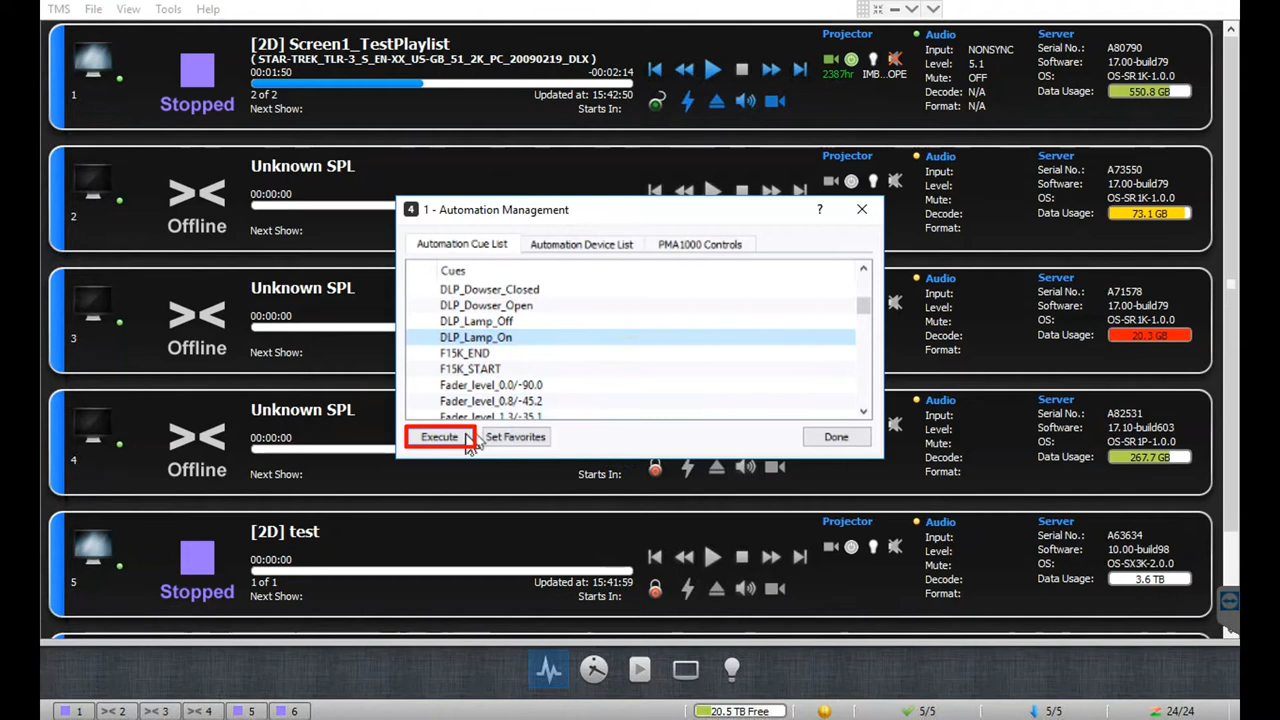 TMS File View Tools Help
1
Stopped
[2D] Screen1_TestPlaylist
( STAR-TREK_TLR-3_S_EN-XX_US-GB_51_2K_PC_20090219_DLX )
00:01:50 -00:02:14
2 of 2 Updated at: 15:42:50
Next Show: Starts In:
Projector
2387hr IMB...OPE
Audio
Input: NONSYNC
Level: 5.1
Mute: OFF
Decode: N/A
Format: N/A
Server
Serial No.: A80790
Software: 17.00-build79
OS: OS-SR1K-1.0.0
Data Usage: 550.8 GB
2
>< Offline
Unknown SPL
00:00:00
Next Show:
Projector
Audio
Input:
Level:
Mute:
Decode:
Format:
Server
Serial No.: A73550
Software: 17.00-build79
OS: OS-SR1K-1.0.0
Data Usage: 73.1 GB
3
>< Offline
Unknown SPL
00:00:00
Next Show:
Audio
Input:
Level:
Mute:
Decode:
Format:
Server
Serial No.: A71578
Software: 17.00-build79
OS: OS-SR1K-1.0.0
Data Usage: 20.3 GB
4
>< Offline
Unknown SPL
00:00:00
Next Show: Starts In:
Audio
Input:
Level:
Mute:
Decode:
Format:
Server
Serial No.: A82531
Software: 17.10-build603
OS: OS-SR1P-1.0.0
Data Usage: 267.7 GB
5
Stopped
[2D] test
00:00:00
1 of 1 Updated at: 15:41:59
Next Show: Starts In:
Projector
Audio
Input:
Level:
Mute:
Decode:
Format:
Server
Serial No.: A63634
Software: 10.00-build98
OS: OS-SX3K-2.0.0
Data Usage: 3.6 TB
4 1 - Automation Management ?
Automation Cue List Automation Device List PMA1000 Controls
Cues
DLP_Dowser_Closed
DLP_Dowser_Open
DLP_Lamp_Off
DLP_Lamp_On
F15K_END
F15K_START
Fader_level_0.0/-90.0
Fader_level_0.8/-45.2
Fader_level_1.3/-35.1
Execute Set Favorites Done
1 >< 2 >< 3 >< 4 5 6 20.5 TB Free 5/5 5/5 24/24